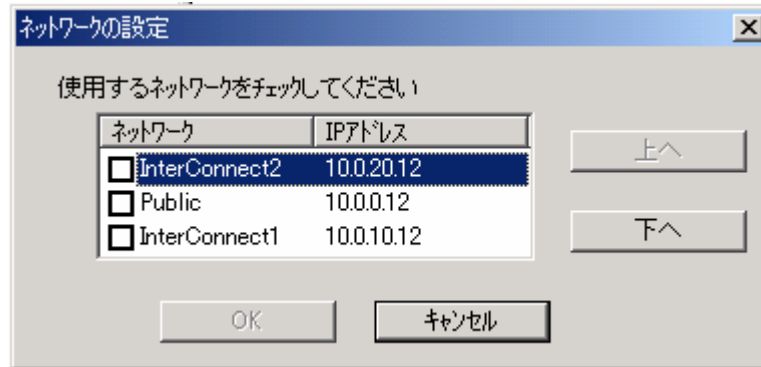 ネットワークの設定
使用するネットワークをチェックしてください
ネットワーク IPアドレス
InterConnect2 10.0.20.12
Public 10.0.0.12
InterConnect1 10.0.10.12
上へ
下へ
OK キャンセル